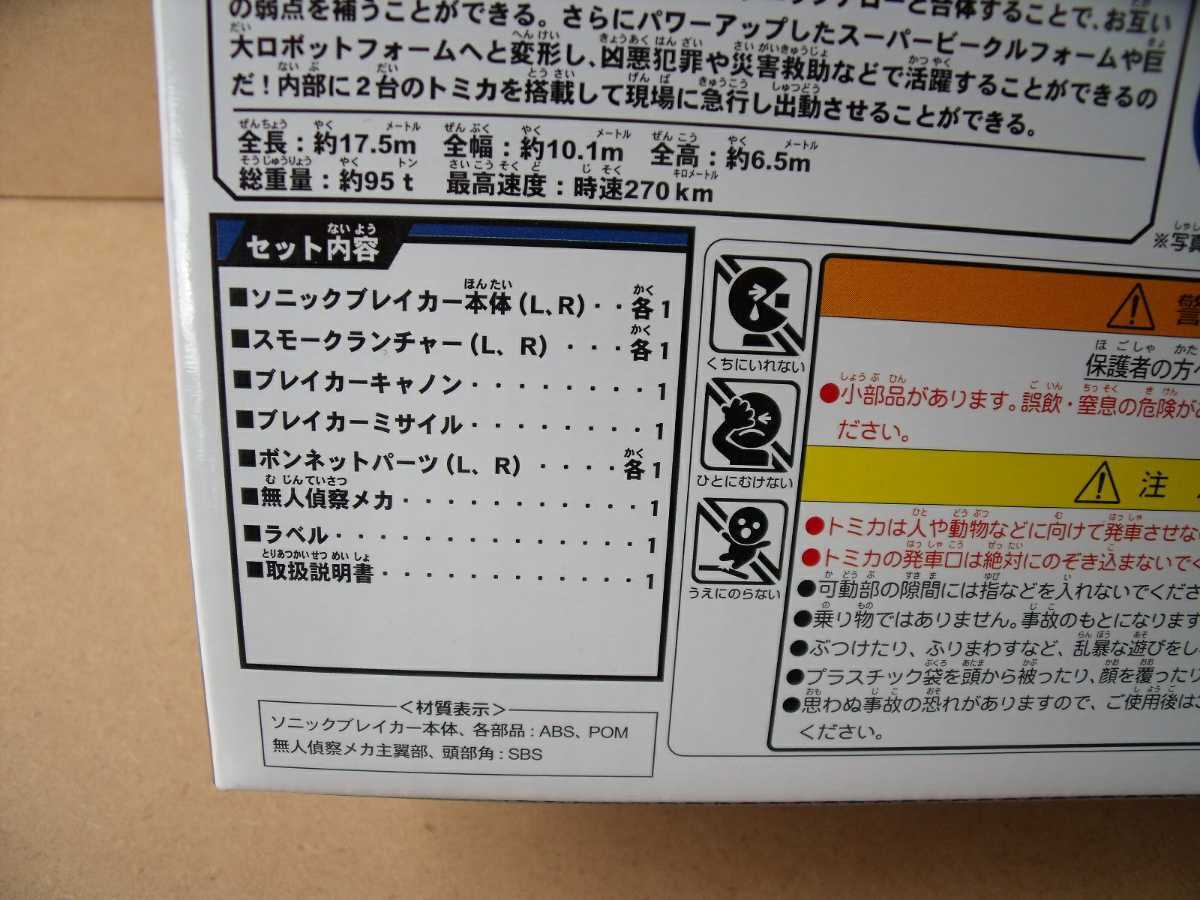 の弱点を補うことができる。さらにパワーアップしたスーパービークルフォームや巨
と合体することで、お互い
大ロボットフォームへと変形し、凶悪犯罪や災害救助などで活躍することができるの
だ！内部に2台のトミカを搭載して現場に急行し出動させることができる。
全長：約17.5m 全幅：約10.1m 全高：約6.5m
総重量：約95t 最高速度：時速270km
※写真
セット内容
■ソニックブレイカー本体（L、R）・・各1
■スモークランチャー（L、R）・・・各1
■ブレイカーキャノン・・・・・・・・1
■ブレイカーミサイル・・・・・・・・1
■ボンネットパーツ（L、R）・・・・各1
■無人偵察メカ・・・・・・・・・・1
■ラベル・・・・・・・・・・・・・1
■取扱説明書・・・・・・・・・・・・1
＜材質表示＞
ソニックブレイカー本体、各部品：ABS、POM
無人偵察メカ主翼部、頭部角：SBS
くちにいれない
ひとにむけない
うえにのらない
保護者の方へ
●小部品があります。誤飲・窒息の危険が
ださい。
注
●トミカは人や動物などに向けて発車させな
●トミカの発車口は絶対にのぞき込まないでく
●可動部の隙間には指などを入れないでくださ
●乗り物ではありません。事故のもとになります
●ぶつけたり、ふりまわすなど、乱暴な遊びをし
●プラスチック袋を頭から被ったり、顔を覆ったり
●思わぬ事故の恐れがありますので、ご使用後は
ください。